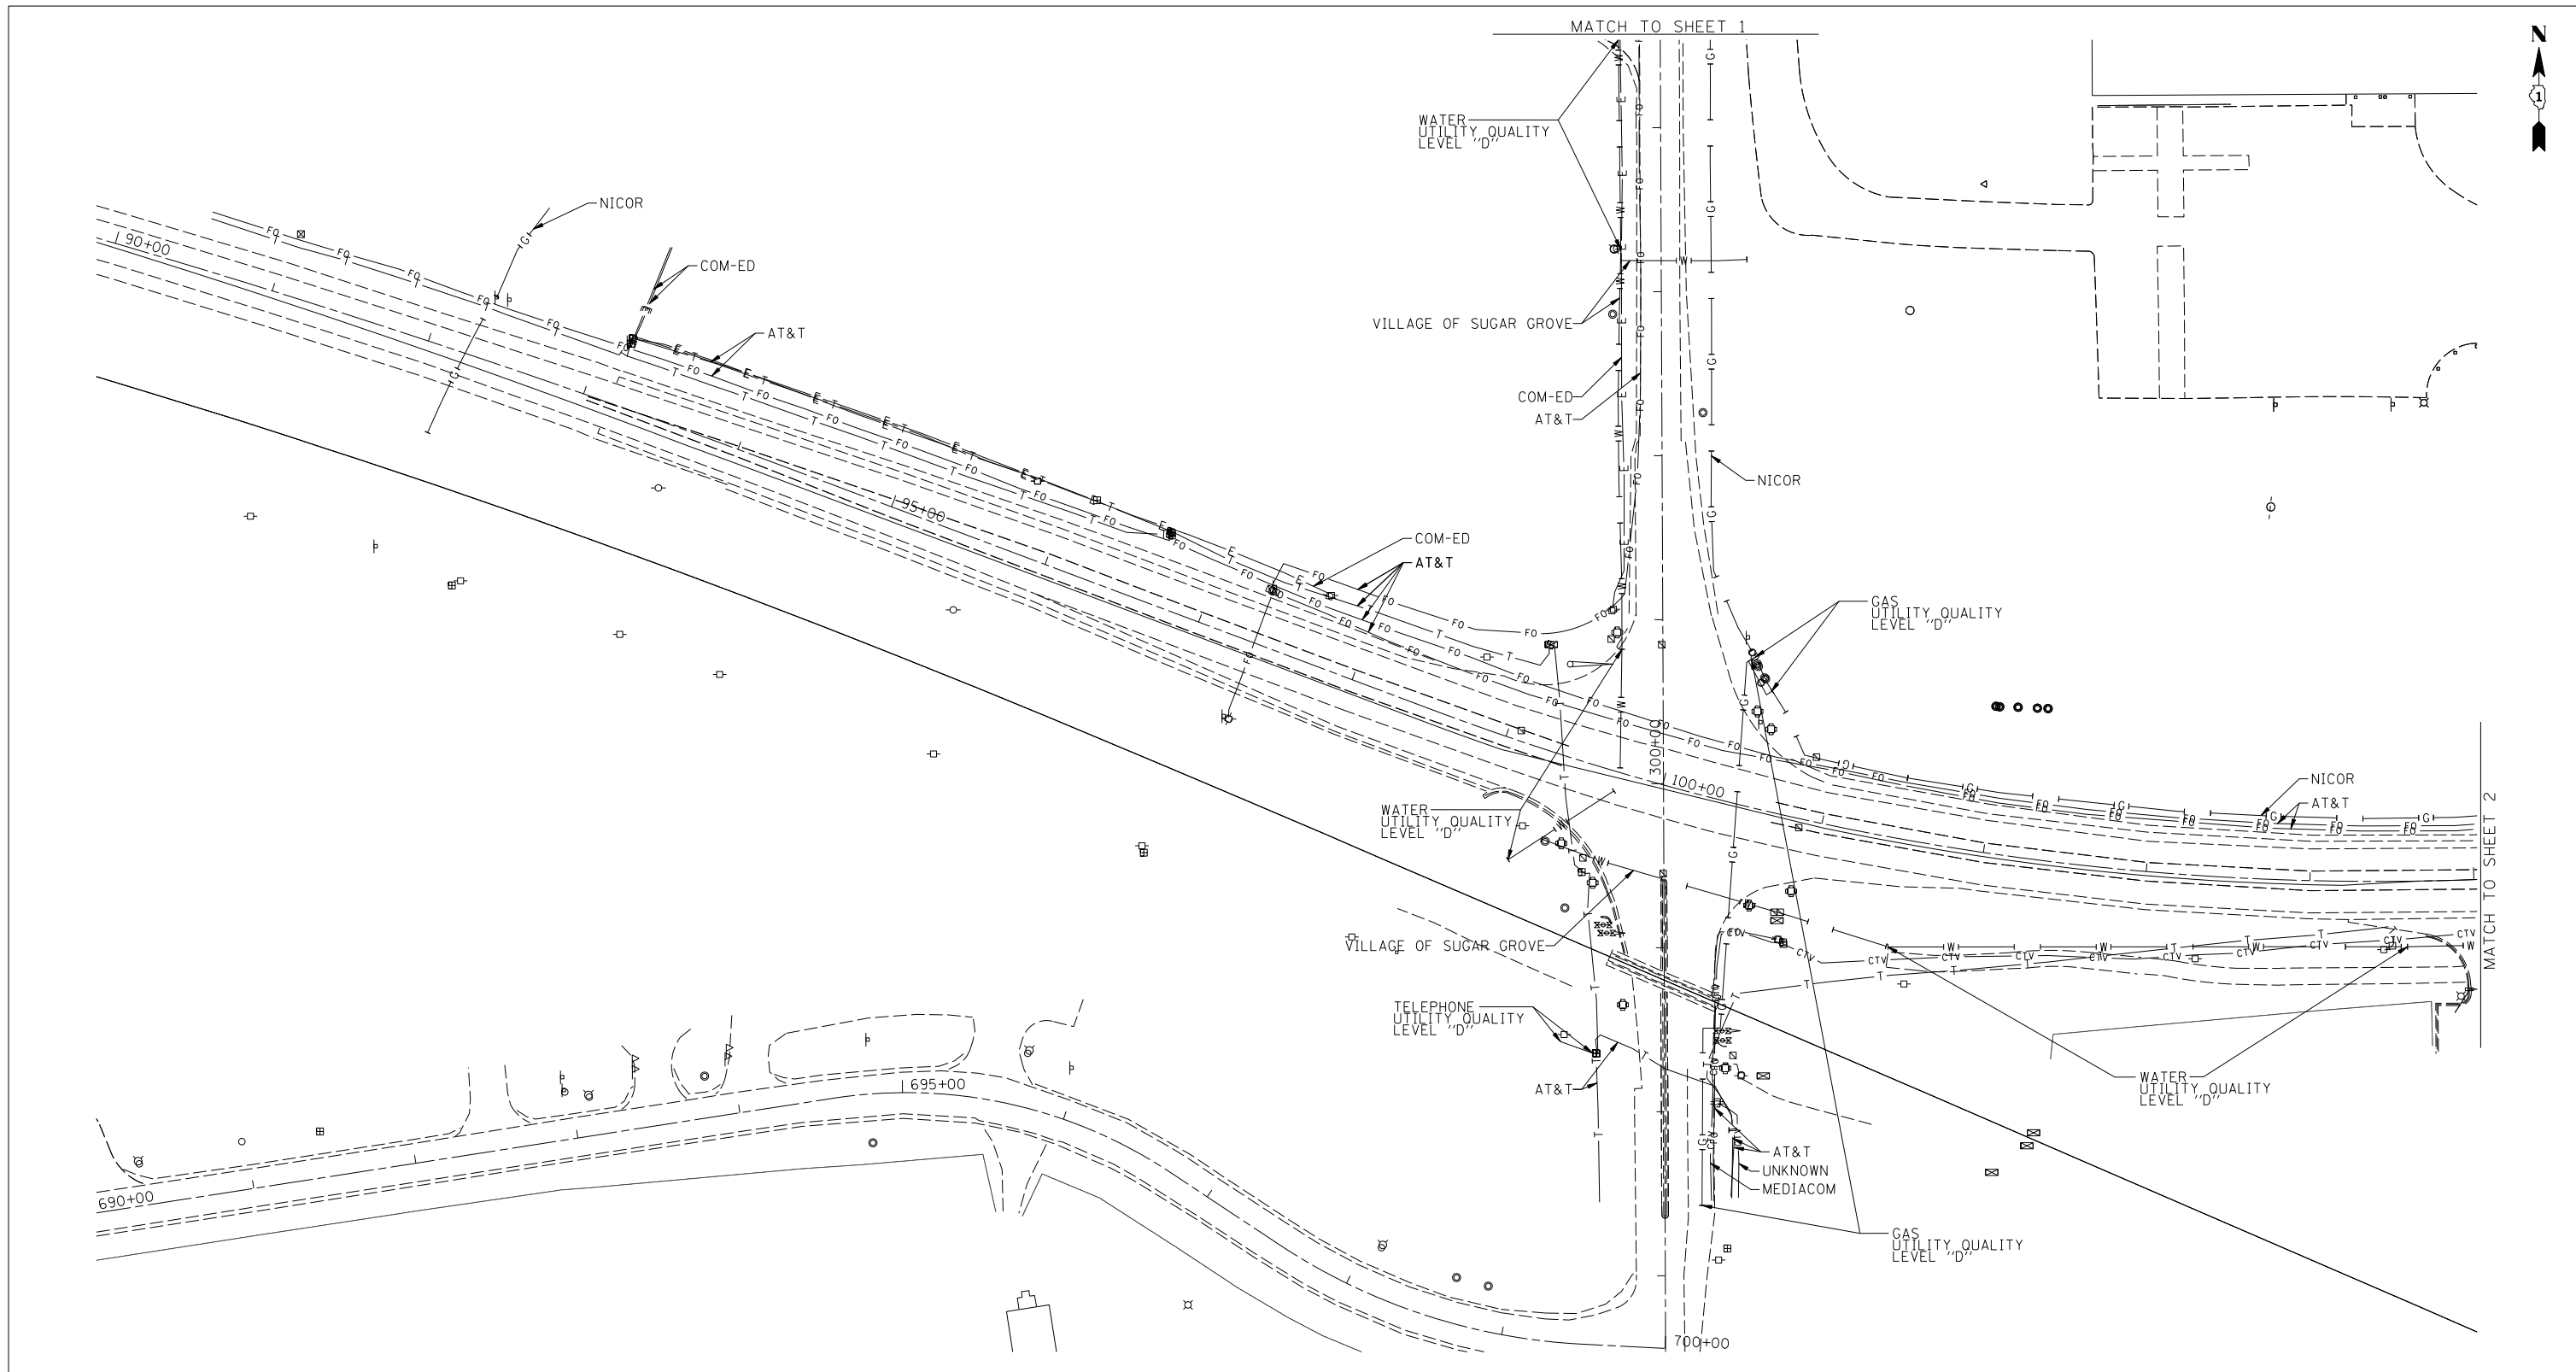 MATCH TO SHEET 1
N
1
WATER
UTILITY QUALITY
LEVEL "D"
NICOR
90+00
COM-ED
AT&T
VILLAGE OF SUGAR GROVE
COM-ED
AT&T
NICOR
95+00
COM-ED
AT&T
GAS
UTILITY QUALITY
LEVEL "D"
300+00
100+00
NICOR
AT&T
WATER
UTILITY QUALITY
LEVEL "D"
MATCH TO SHEET 2
VILLAGE OF SUGAR GROVE
TELEPHONE
UTILITY QUALITY
LEVEL "D"
WATER
UTILITY QUALITY
LEVEL "D"
AT&T
695+00
AT&T
UNKNOWN
MEDIACOM
690+00
GAS
UTILITY QUALITY
LEVEL "D"
700+00